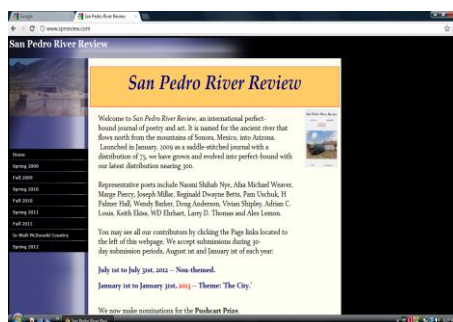 Google
San Pedro River Review
www.sprreview.com
San Pedro River Review
San Pedro River Review
Welcome to San Pedro River Review, an international perfect-
bound journal of poetry and art. It is named for the ancient river that
flows north from the mountains of Sonora, Mexico, into Arizona.
Launched in January, 2009 as a saddle-stitched journal with a
distribution of 75, we have grown and evolved into perfect-bound with
our latest distribution nearing 300.
Representative poets include Naomi Shihab Nye, Afaa Michael Weaver,
Marge Piercy, Joseph Millar, Reginald Dwayne Betts, Pam Uschuk, H
Palmer Hall, Wendy Barker, Doug Anderson, Vivian Shipley, Adrian C.
Louis, Keith Ekiss, WD Ehrhart, Larry D. Thomas and Alex Lemon.
You may see all our contributors by clicking the Page links located to
the left of this webpage. We accept submissions during 30-
day submission periods, August 1st and January 1st of each year:
July 1st to July 31st, 2012 -- Non-themed.
January 1st to January 31st, 2013 -- Theme: 'The City.'
We now make nominations for the Pushcart Prize.
Home
Spring 2009
Fall 2009
Spring 2010
Fall 2010
Spring 2011
Fall 2011
In Walt McDonald Country
Spring 2012